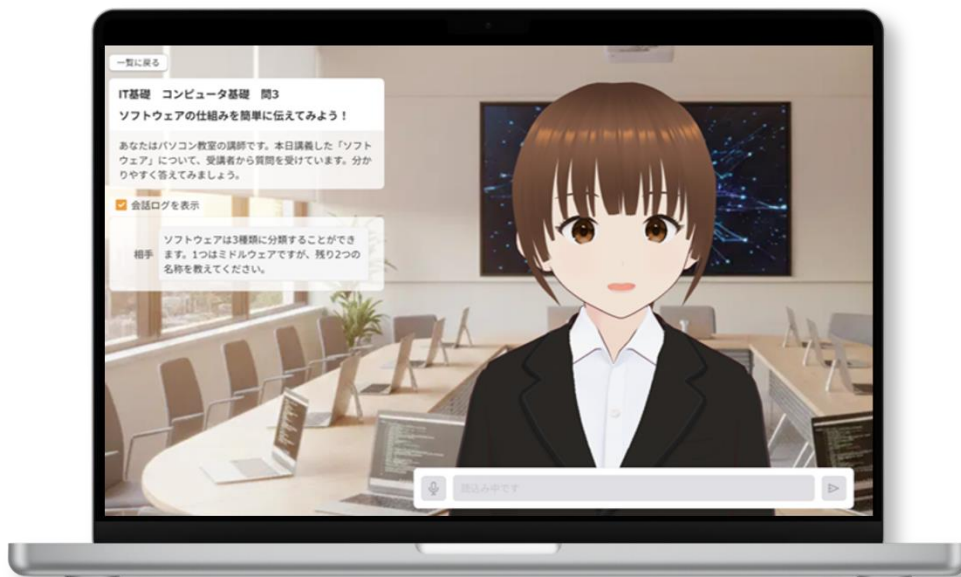 一覧に戻る
IT基礎　コンピュータ基礎　問3
ソフトウェアの仕組みを簡単に伝えてみよう！
あなたはパソコン教室の講師です。本日講義した「ソフト
ウェア」について、受講者から質問を受けています。分か
りやすく答えてみましょう。
会話ログを表示
相手
ソフトウェアは3種類に分類することができ
ます。1つはミドルウェアですが、残り2つの
名称を教えてください。
読込み中です